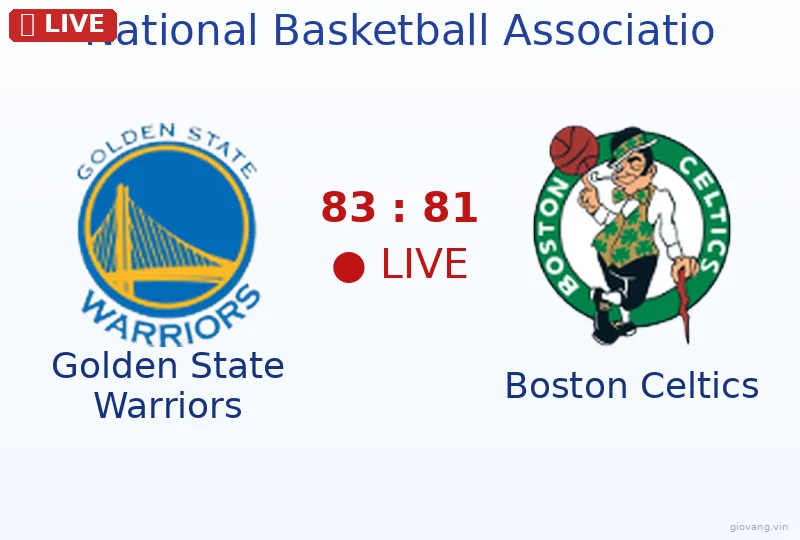 LIVE
National Basketball Associatio
GOLDEN STATE
WARRIORS
83 : 81
● LIVE
BOSTON
CELTICS
Golden State
Warriors
Boston Celtics
giovang.vin